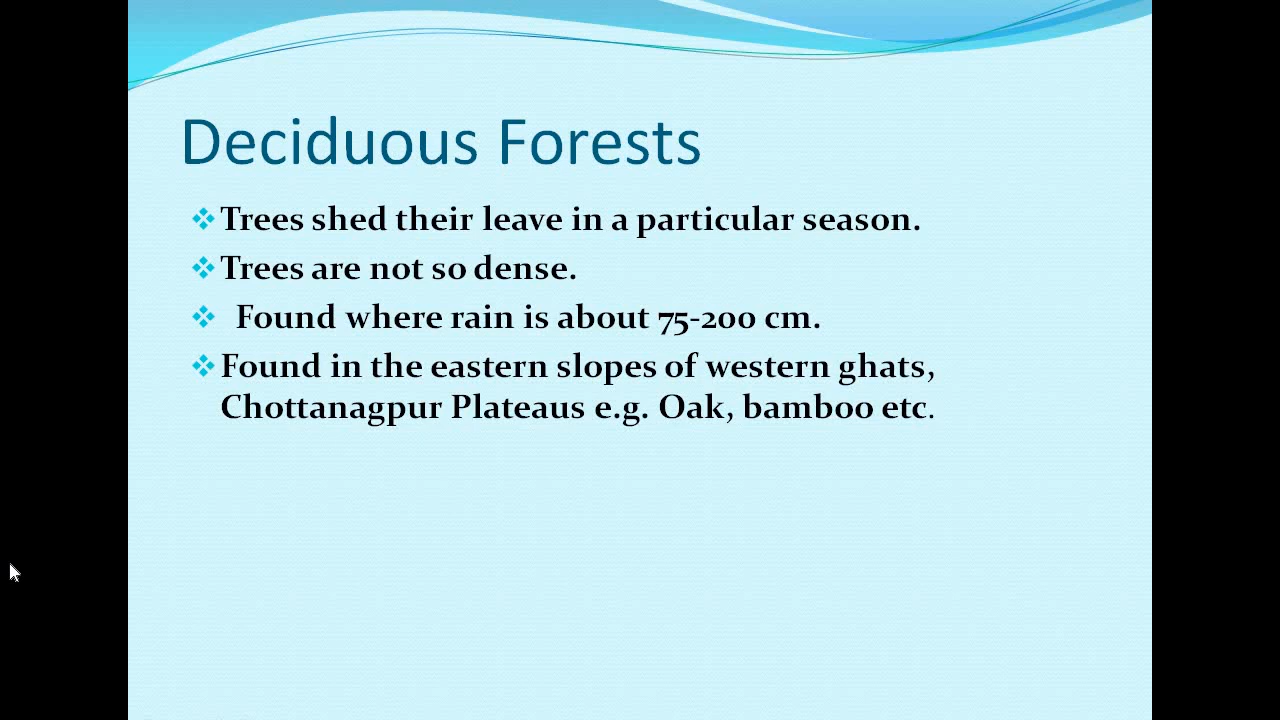 Deciduous Forests
Trees shed their leave in a particular season.
Trees are not so dense.
Found where rain is about 75-200 cm.
Found in the eastern slopes of western ghats,
Chottanagpur Plateaus e.g. Oak, bamboo etc.